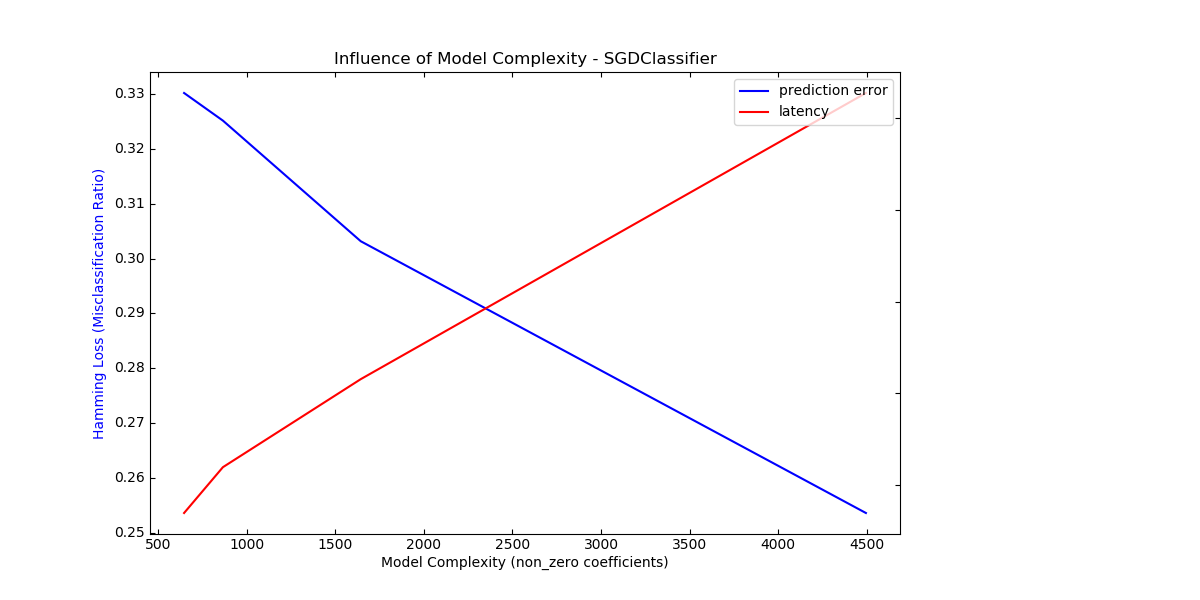 Influence of Model Complexity - SGDClassifier
prediction error
latency
0.33
0.32
0.31
0.30
0.29
0.28
0.27
0.26
0.25
Hamming Loss (Misclassification Ratio)
500 1000 1500 2000 2500 3000 3500 4000 4500
Model Complexity (non_zero coefficients)